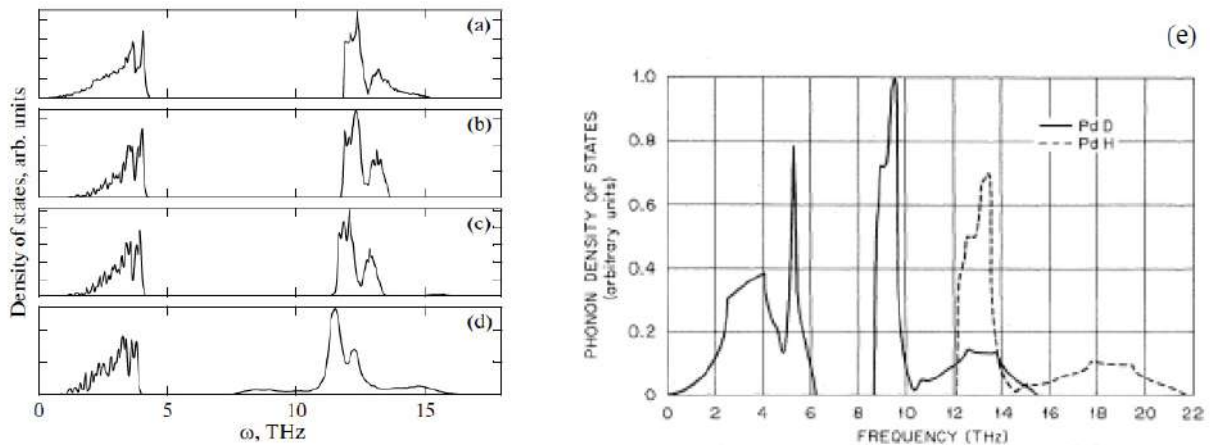 (a)
(b)
(c)
(d)
Density of states, arb. units
0 5 10 15
ω, THz
(e)
PHONON DENSITY OF STATES
(arbitrary units)
1.0
0.8
0.6
0.4
0.2
0
Pd D
Pd H
0 2 4 6 8 10 12 14 16 18 20 22
FREQUENCY (THz)